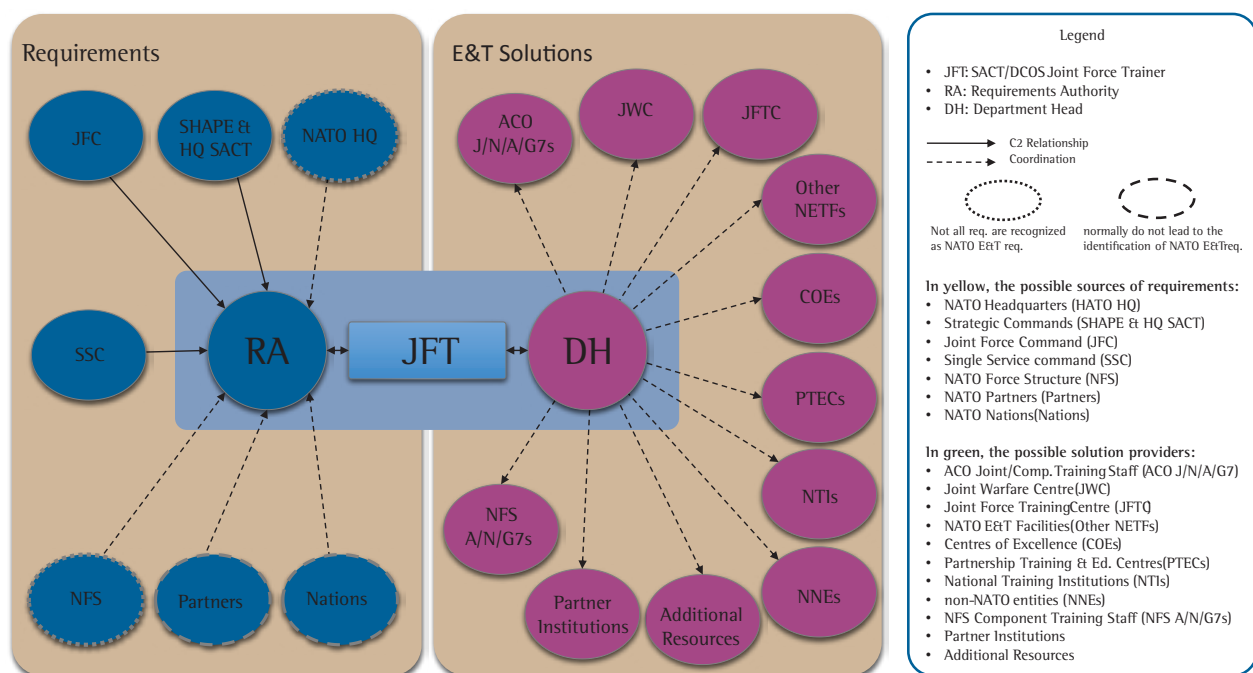 Requirements
JFC
SHAPE &
HQ SACT
NATO HQ
SSC
RA
JFT
NFS
Partners
Nations
E&T Solutions
ACO
J/N/A/G7s
JWC
JFTC
Other
NETFs
COEs
DH
PTECs
NTIs
NFS
A/N/G7s
NNEs
Partner
Institutions
Additional
Resources
Legend
• JFT: SACT/DCOS Joint Force Trainer
• RA: Requirements Authority
• DH: Department Head
C2 Relationship
Coordination
Not all req. are recognized
as NATO E&T req.
normally do not lead to the
identification of NATO E&Treq.
In yellow, the possible sources of requirements:
• NATO Headquarters (HATO HQ)
• Strategic Commands (SHAPE & HQ SACT)
• Joint Force Command (JFC)
• Single Service command (SSC)
• NATO Force Structure (NFS)
• NATO Partners (Partners)
• NATO Nations(Nations)
In green, the possible solution providers:
• ACO Joint/Comp. Training Staff (ACO J/N/A/G7)
• Joint Warfare Centre(JWC)
• Joint Force TrainingCentre (JFTC)
• NATO E&T Facilities(Other NETFs)
• Centres of Excellence (COEs)
• Partnership Training & Ed. Centres(PTECs)
• National Training Institutions (NTIs)
• non-NATO entities (NNEs)
• NFS Component Training Staff (NFS A/N/G7s)
• Partner Institutions
• Additional Resources